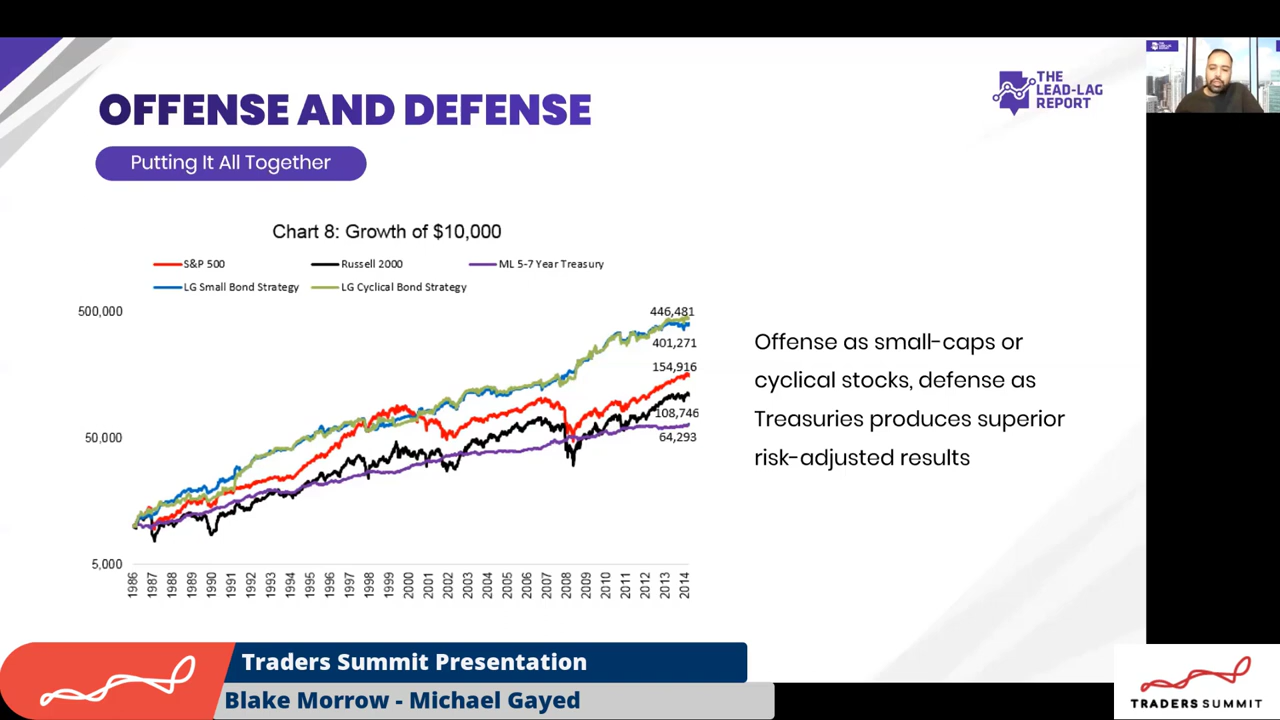 OFFENSE AND DEFENSE
Putting It All Together
THE
LEAD-LAG
REPORT
Chart 8: Growth of $10,000
S&P 500
Russell 2000
ML 5-7 Year Treasury
LG Small Bond Strategy
LG Cyclical Bond Strategy
500,000
50,000
5,000
446,481
401,271
154,916
108,746
64,293
1986
1987
1988
1989
1990
1991
1992
1993
1994
1995
1996
1997
1998
1999
2000
2001
2002
2003
2004
2005
2006
2007
2008
2009
2010
2011
2012
2013
2014
Offense as small-caps or
cyclical stocks, defense as
Treasuries produces superior
risk-adjusted results
Traders Summit Presentation
Blake Morrow - Michael Gayed
TRADERS SUMMIT